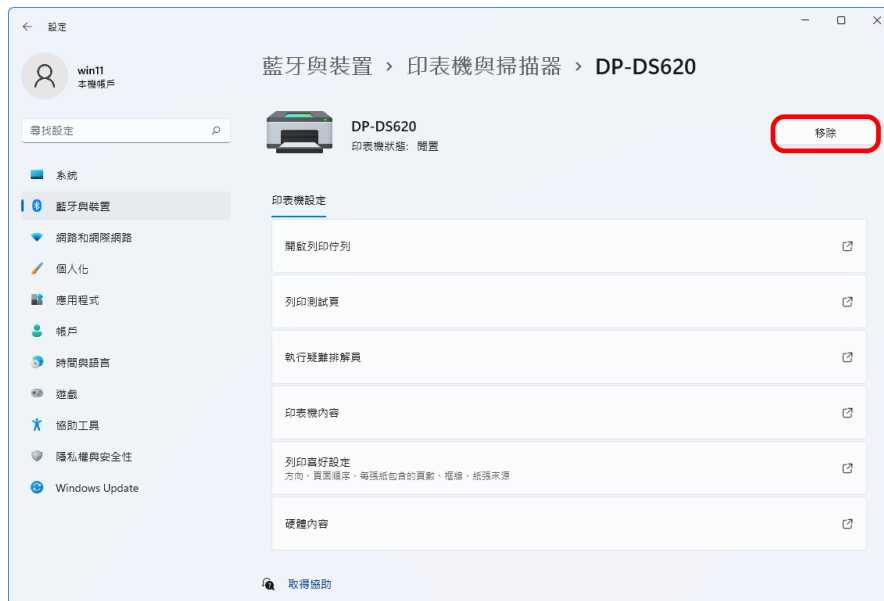 設定
win11
本機帳戶
尋找設定
系統
藍牙與裝置
網路和網際網路
個人化
應用程式
帳戶
時間與語言
遊戲
協助工具
隱私權與安全性
Windows Update
藍牙與裝置 › 印表機與掃描器 › DP-DS620
DP-DS620
印表機狀態: 閒置
移除
印表機設定
開啟列印佇列
列印測試頁
執行疑難排解員
印表機內容
列印喜好設定
方向、頁面順序、每張紙包含的頁數、框線、紙張來源
硬體內容
取得協助